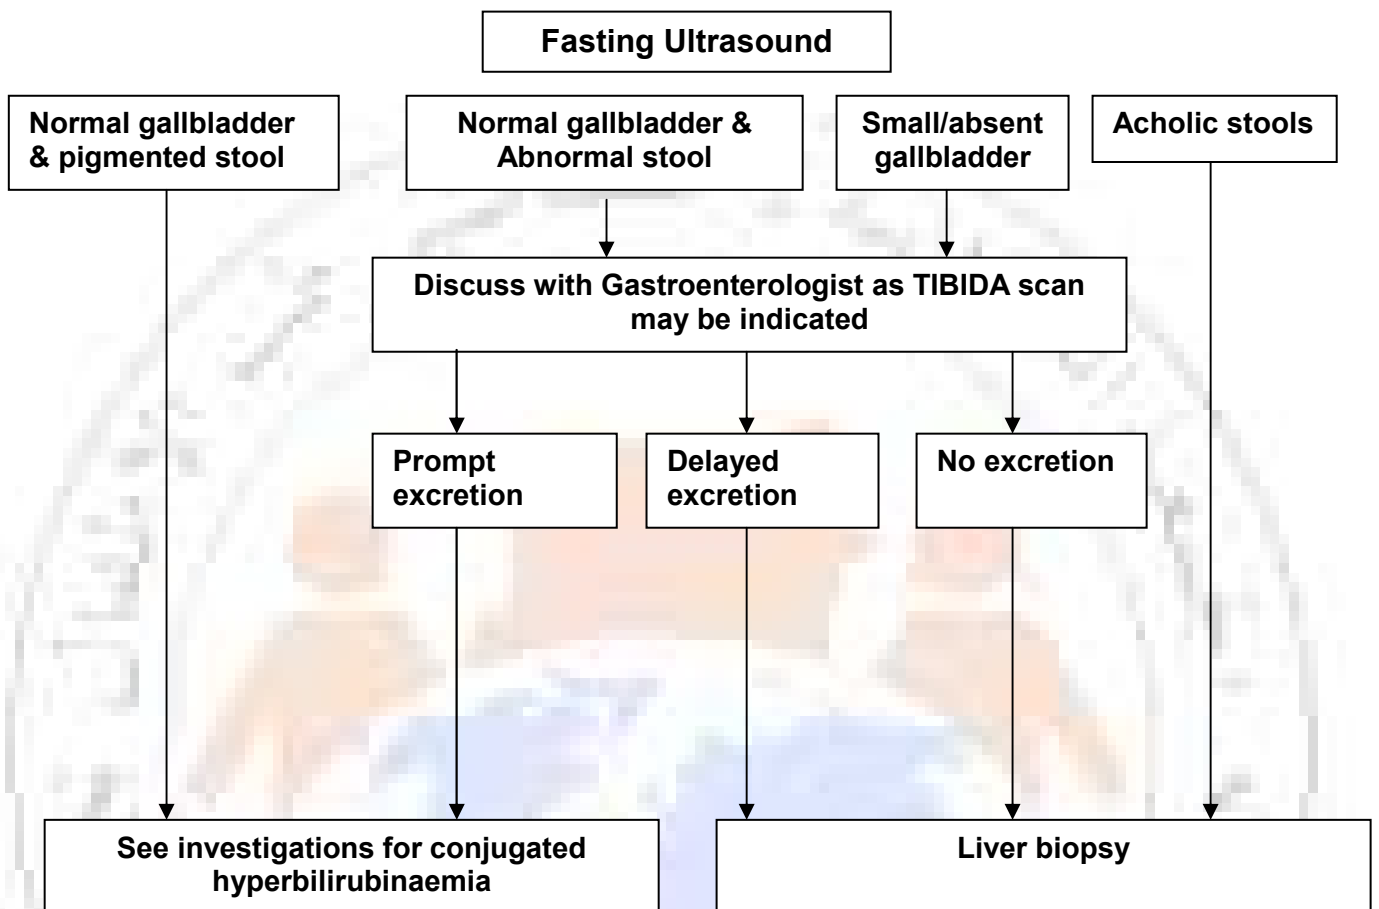 Fasting Ultrasound
Normal gallbladder
& pigmented stool
Normal gallbladder &
Abnormal stool
Small/absent
gallbladder
Acholic stools
Discuss with Gastroenterologist as TIBIDA scan
may be indicated
Prompt
excretion
Delayed
excretion
No excretion
See investigations for conjugated
hyperbilirubinaemia
Liver biopsy